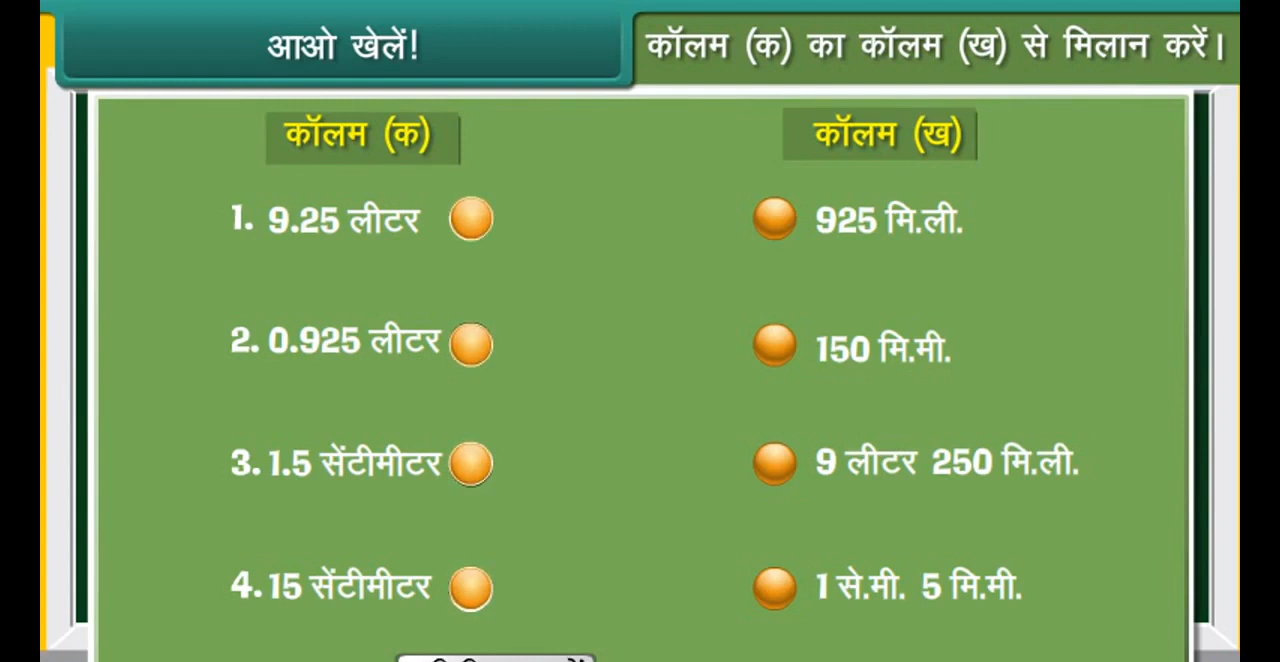 आओ खेलें!
कॉलम (क) का कॉलम (ख) से मिलान करें।
कॉलम (क) कॉलम (ख)
1. 9.25 लीटर 925 मि.ली.
2. 0.925 लीटर 150 मि.मी.
3. 1.5 सेंटीमीटर 9 लीटर 250 मि.ली.
4. 15 सेंटीमीटर 1 से.मी. 5 मि.मी.